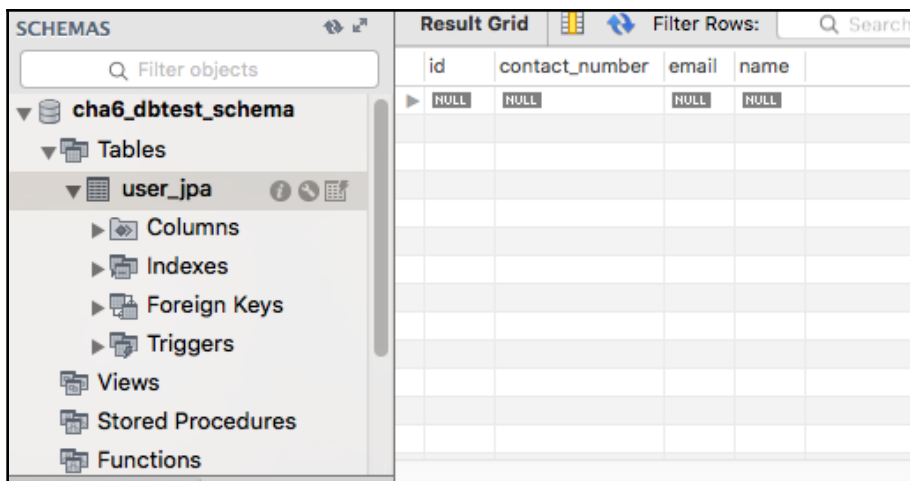 SCHEMAS
Filter objects
cha6_dbtest_schema
Tables
user_jpa
Columns
Indexes
Foreign Keys
Triggers
Views
Stored Procedures
Functions
Result Grid Filter Rows: Search
id contact_number email name
NULL NULL NULL NULL